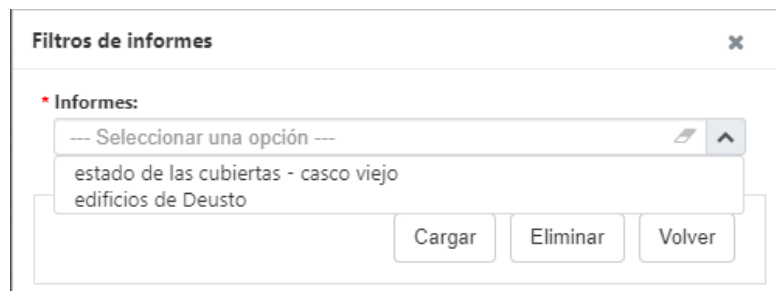 Filtros de informes
* Informes:
--- Seleccionar una opción ---
estado de las cubiertas - casco viejo
edificios de Deusto
Cargar Eliminar Volver